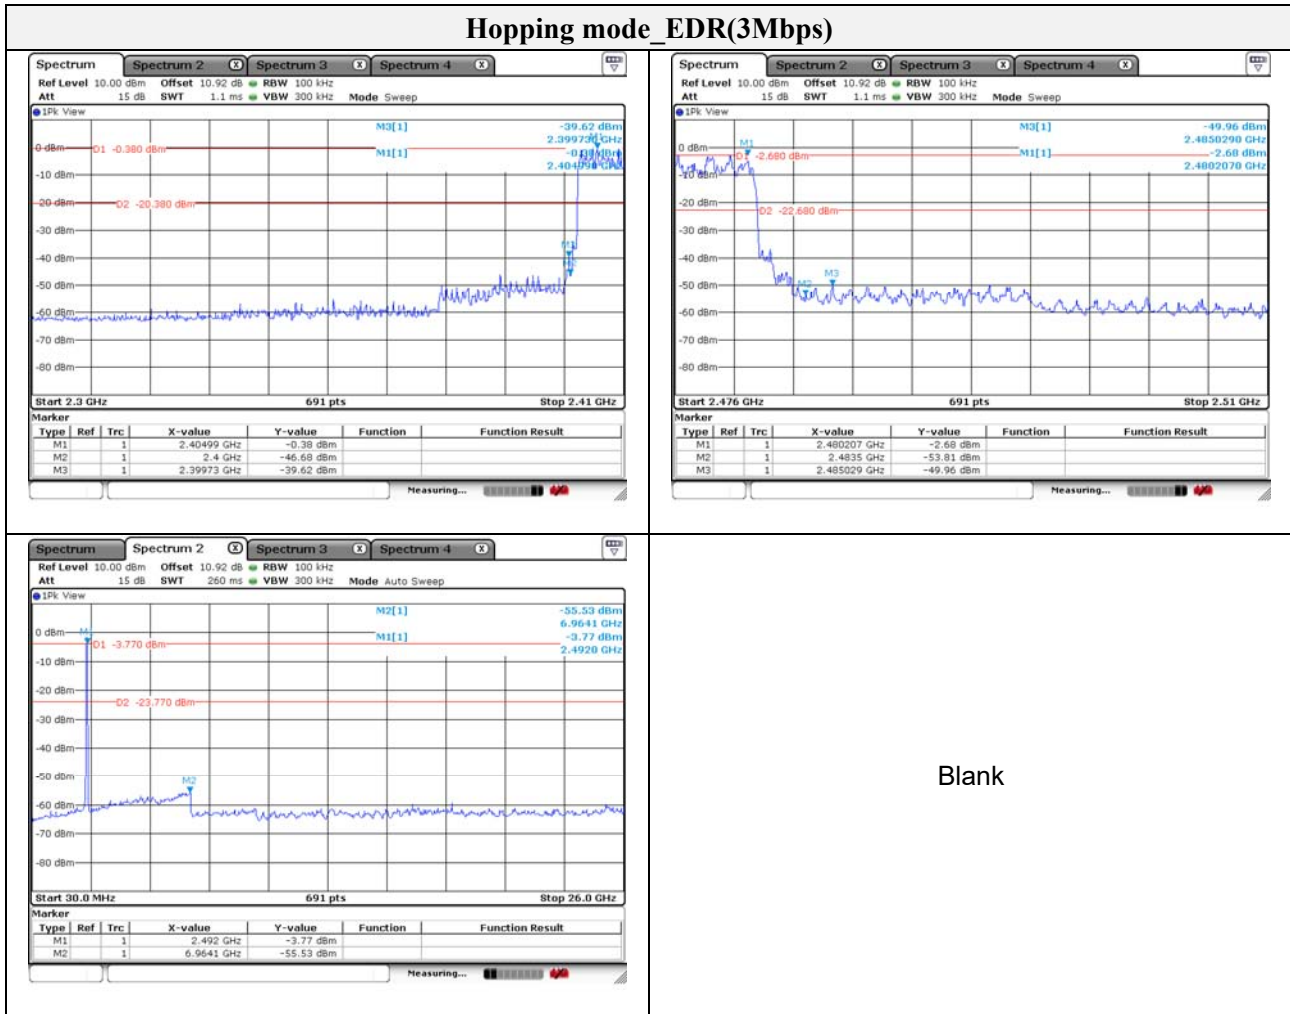 Hopping mode_EDR(3Mbps)
Spectrum Spectrum 2 X Spectrum 3 X Spectrum 4 X
Ref Level 10.00 dBm Offset 10.92 dB RBW 100 kHz
Att 15 dB SWT 1.1 ms VBW 300 kHz Mode Sweep
1Pk View
M3[1] -39.62 dBm
2.399730 GHz
M1[1] -0.38 dBm
2.404990 GHz
0 dBm
D1 -0.380 dBm
-10 dBm
-20 dBm
D2 -20.380 dBm
-30 dBm
-40 dBm
-50 dBm
-60 dBm
-70 dBm
-80 dBm
Start 2.3 GHz 691 pts Stop 2.41 GHz
Marker
Type Ref Trc X-value Y-value Function Function Result
M1 1 2.40499 GHz -0.38 dBm
M2 1 2.4 GHz -46.68 dBm
M3 1 2.39973 GHz -39.62 dBm
Measuring...
Spectrum Spectrum 2 X Spectrum 3 X Spectrum 4 X
Ref Level 10.00 dBm Offset 10.92 dB RBW 100 kHz
Att 15 dB SWT 1.1 ms VBW 300 kHz Mode Sweep
1Pk View
M3[1] -49.96 dBm
2.4850290 GHz
M1[1] -2.68 dBm
2.4802070 GHz
0 dBm
M1
D1 -2.680 dBm
-10 dBm
-20 dBm
D2 -22.680 dBm
-30 dBm
-40 dBm
-50 dBm
M2 M3
-60 dBm
-70 dBm
-80 dBm
Start 2.476 GHz 691 pts Stop 2.51 GHz
Marker
Type Ref Trc X-value Y-value Function Function Result
M1 1 2.480207 GHz -2.68 dBm
M2 1 2.4835 GHz -53.81 dBm
M3 1 2.485029 GHz -49.96 dBm
Measuring...
Spectrum Spectrum 2 X Spectrum 3 X Spectrum 4 X
Ref Level 10.00 dBm Offset 10.92 dB RBW 100 kHz
Att 15 dB SWT 260 ms VBW 300 kHz Mode Auto Sweep
1Pk View
M2[1] -55.53 dBm
6.9641 GHz
M1[1] -3.77 dBm
2.4920 GHz
0 dBm
D1 -3.770 dBm
-10 dBm
-20 dBm
D2 -23.770 dBm
-30 dBm
-40 dBm
-50 dBm
M2
-60 dBm
-70 dBm
-80 dBm
Start 30.0 MHz 691 pts Stop 26.0 GHz
Marker
Type Ref Trc X-value Y-value Function Function Result
M1 1 2.492 GHz -3.77 dBm
M2 1 6.9641 GHz -55.53 dBm
Measuring...
Blank